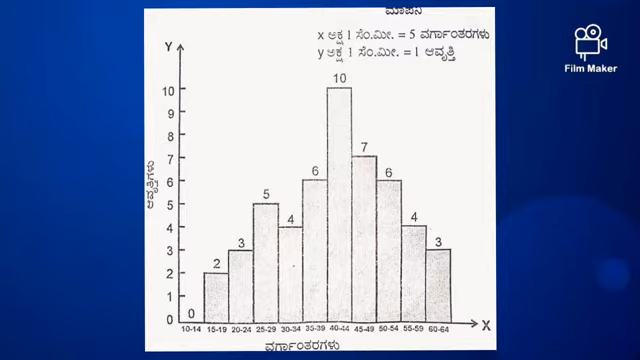 ಮಾಪನ
x ಅಕ್ಷ 1 ಸೆಂ.ಮೀ. = 5 ವರ್ಗಾಂತರಗಳು
y ಅಕ್ಷ 1 ಸೆಂ.ಮೀ. = 1 ಆವೃತ್ತಿ
Film Maker
Y
10
9
8
7
6
5
4
3
2
1
0
ಆವೃತ್ತಿಗಳು
0 2 3 5 4 6 10 7 6 4 3
10-14 15-19 20-24 25-29 30-34 35-39 40-44 45-49 50-54 55-59 60-64
X
ವರ್ಗಾಂತರಗಳು